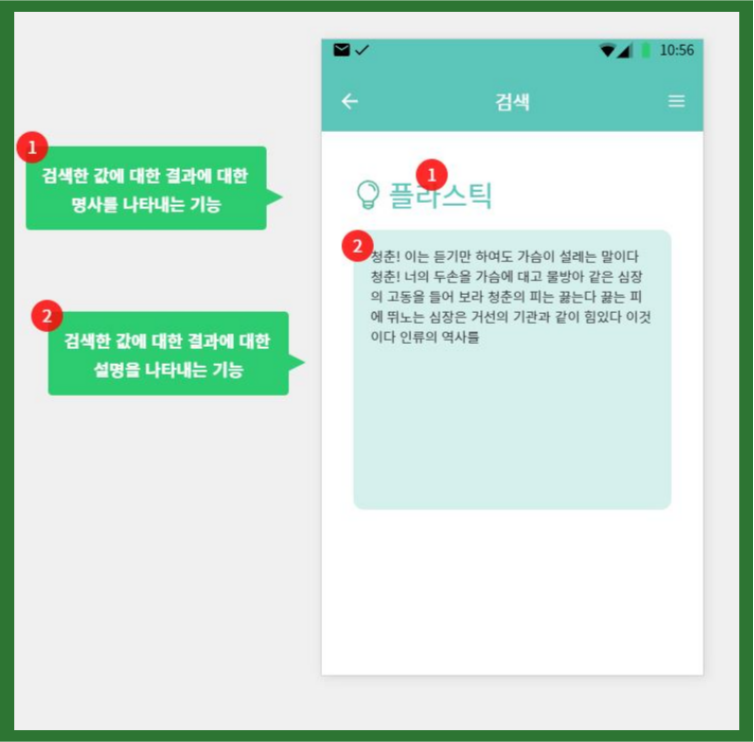 10:56
검색
1
검색한 값에 대한 결과에 대한
명사를 나타내는 기능
1
플라스틱
2
청춘! 이는 듣기만 하여도 가슴이 설레는 말이다
청춘! 너의 두손을 가슴에 대고 물방아 같은 심장
의 고동을 들어 보라 청춘의 피는 끓는다 끓는 피
에 뛰노는 심장은 거선의 기관과 같이 힘있다 이것
이다 인류의 역사를
2
검색한 값에 대한 결과에 대한
설명을 나타내는 기능